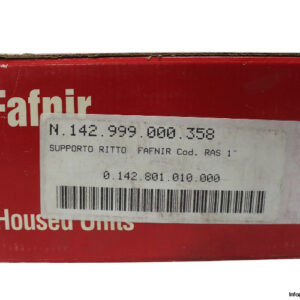 Fafnir
N.142.999.000.358
SUPPORTO RITTO FAFNIR Cod. RAS 1"
0.142.801.010.000
Housed Units